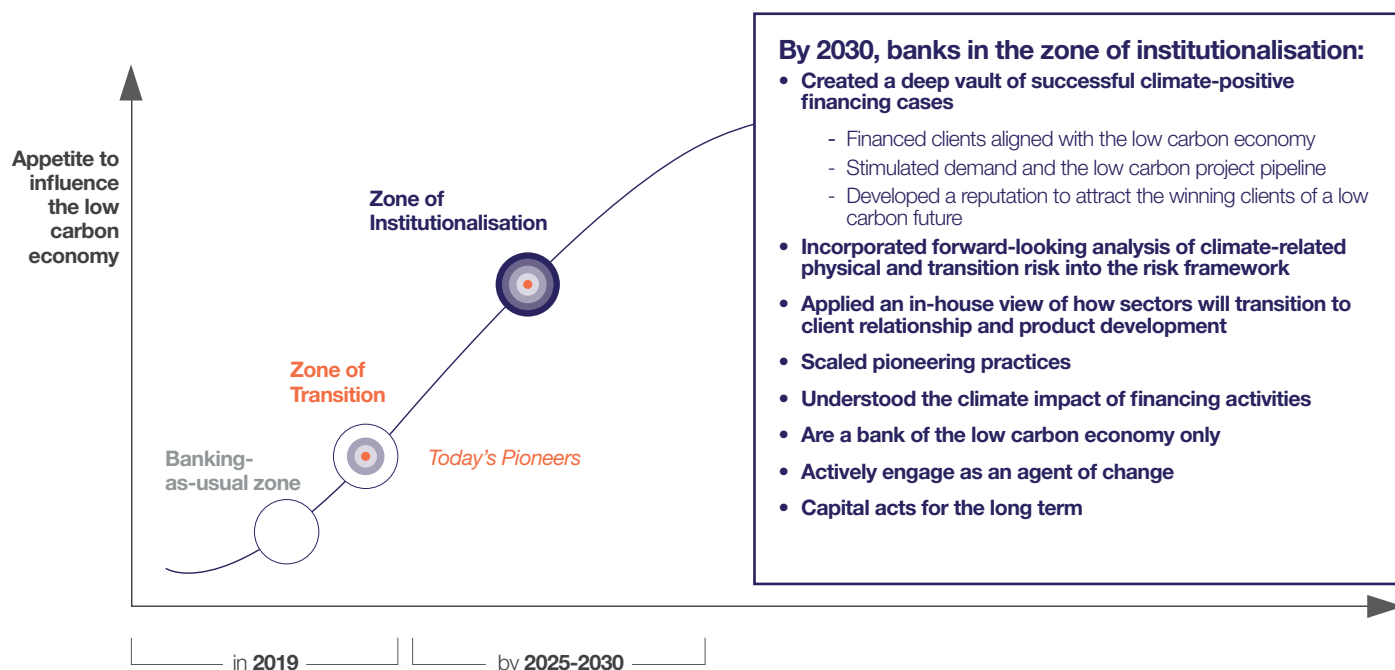 Appetite to
influence
the low
carbon
economy
Banking-
as-usual zone
Zone of
Transition
Today's Pioneers
Zone of
Institutionalisation
in 2019
by 2025-2030
By 2030, banks in the zone of institutionalisation:
• Created a deep vault of successful climate-positive
financing cases
- Financed clients aligned with the low carbon economy
- Stimulated demand and the low carbon project pipeline
- Developed a reputation to attract the winning clients of a low
carbon future
• Incorporated forward-looking analysis of climate-related
physical and transition risk into the risk framework
• Applied an in-house view of how sectors will transition to
client relationship and product development
• Scaled pioneering practices
• Understood the climate impact of financing activities
• Are a bank of the low carbon economy only
• Actively engage as an agent of change
• Capital acts for the long term